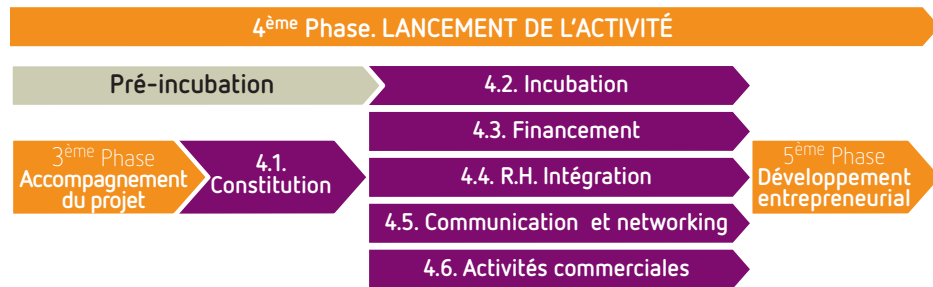 4ème Phase. LANCEMENT DE L'ACTIVITÉ
Pré-incubation
4.2. Incubation
4.3. Financement
3ème Phase
Accompagnement
du projet
4.1.
Constitution
4.4. R.H. Intégration
5ème Phase
Développement
entrepreneurial
4.5. Communication et networking
4.6. Activités commerciales